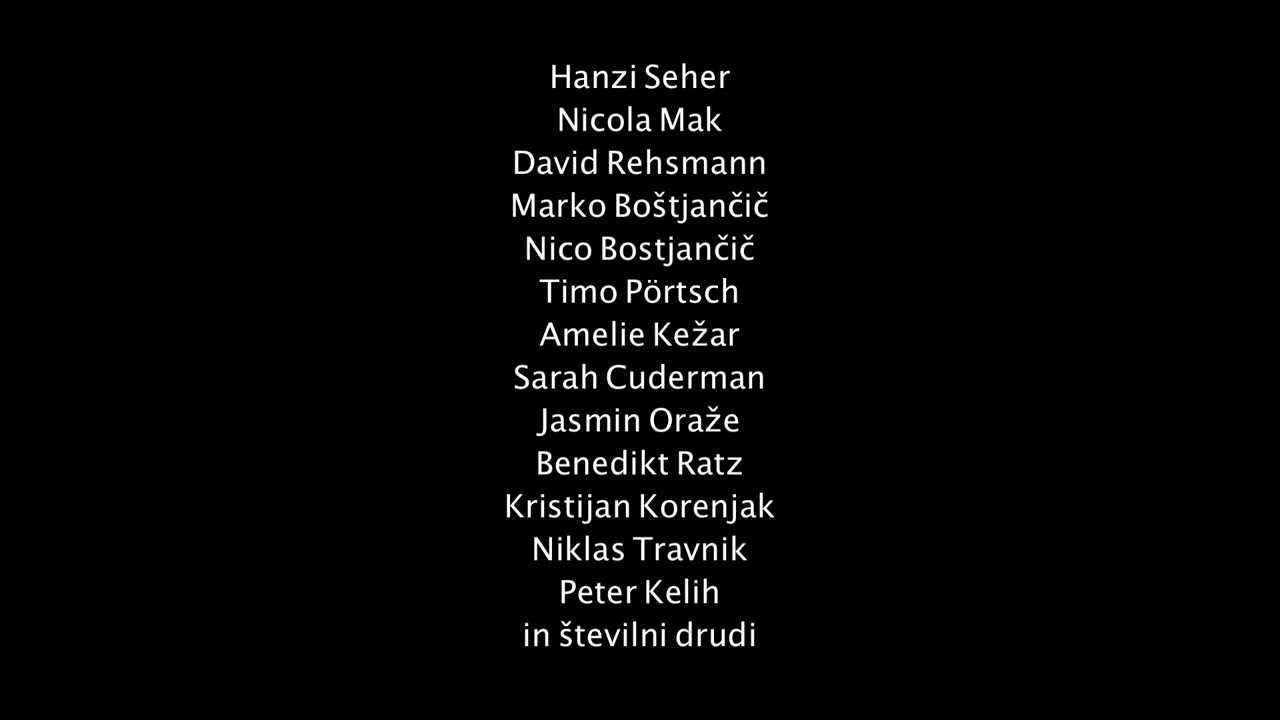 Hanzi Seher
Nicola Mak
David Rehsmann
Marko Boštjančič
Nico Bostjančič
Timo Pörtsch
Amelie Kežar
Sarah Cuderman
Jasmin Oraže
Benedikt Ratz
Kristijan Korenjak
Niklas Travnik
Peter Kelih
in številni drudi